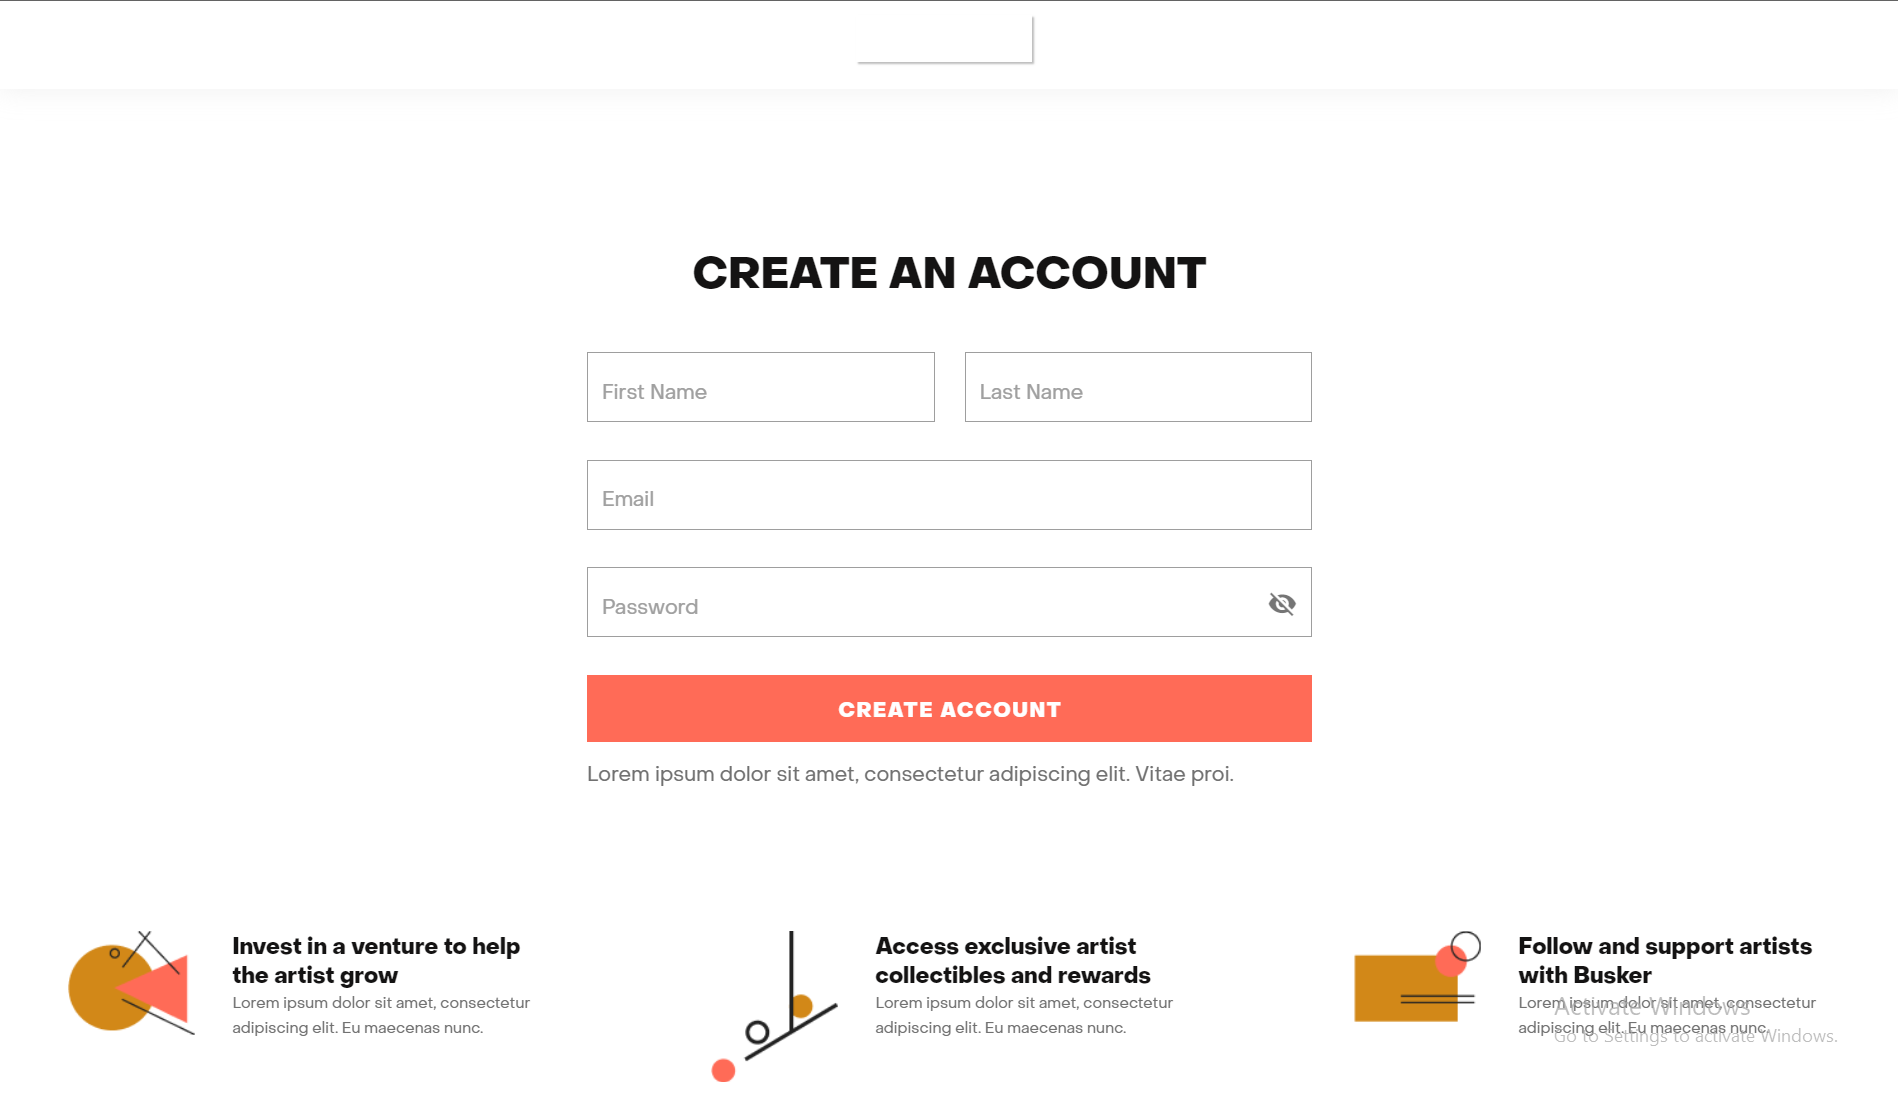 CREATE AN ACCOUNT
First Name
Last Name
Email
Password
CREATE ACCOUNT
Lorem ipsum dolor sit amet, consectetur adipiscing elit. Vitae proi.
Invest in a venture to help
the artist grow
Lorem ipsum dolor sit amet, consectetur
adipiscing elit. Eu maecenas nunc.
Access exclusive artist
collectibles and rewards
Lorem ipsum dolor sit amet, consectetur
adipiscing elit. Eu maecenas nunc.
Follow and support artists
with Busker
Lorem ipsum dolor sit amet, consectetur
adipiscing elit. Eu maecenas nunc.
Activate Windows
Go to Settings to activate Windows.